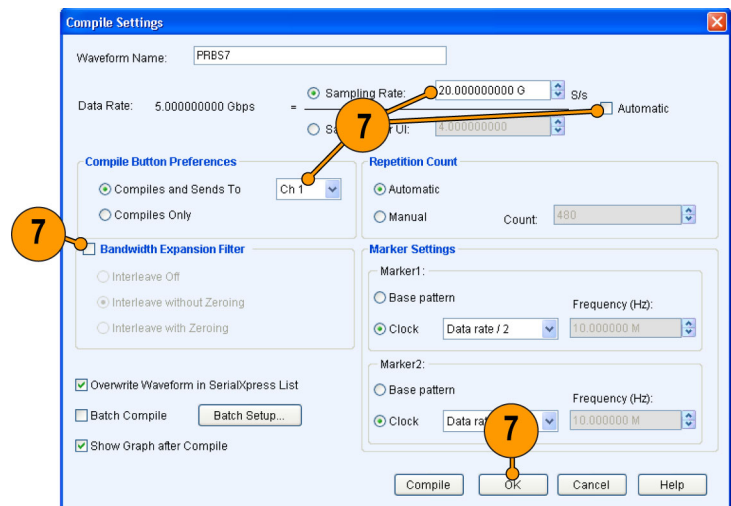 Compile Settings
Waveform Name: PRBS7
Sampling Rate: 20.000000000 G S/s
Data Rate: 5.000000000 Gbps = Automatic
7
UI: 4.000000000
Compile Button Preferences
Compiles and Sends To Ch 1
Compiles Only
Repetition Count
Automatic
Manual Count: 480
7
Bandwidth Expansion Filter
Interleave Off
Interleave without Zeroing
Interleave with Zeroing
Marker Settings
Marker1:
Base pattern
Frequency (Hz):
Clock Data rate / 2 10.000000 M
Marker2:
Base pattern
Frequency (Hz):
Clock Data 10.000000 M
7
Overwrite Waveform in SerialXpress List
Batch Compile Batch Setup...
Show Graph after Compile
Compile OK Cancel Help